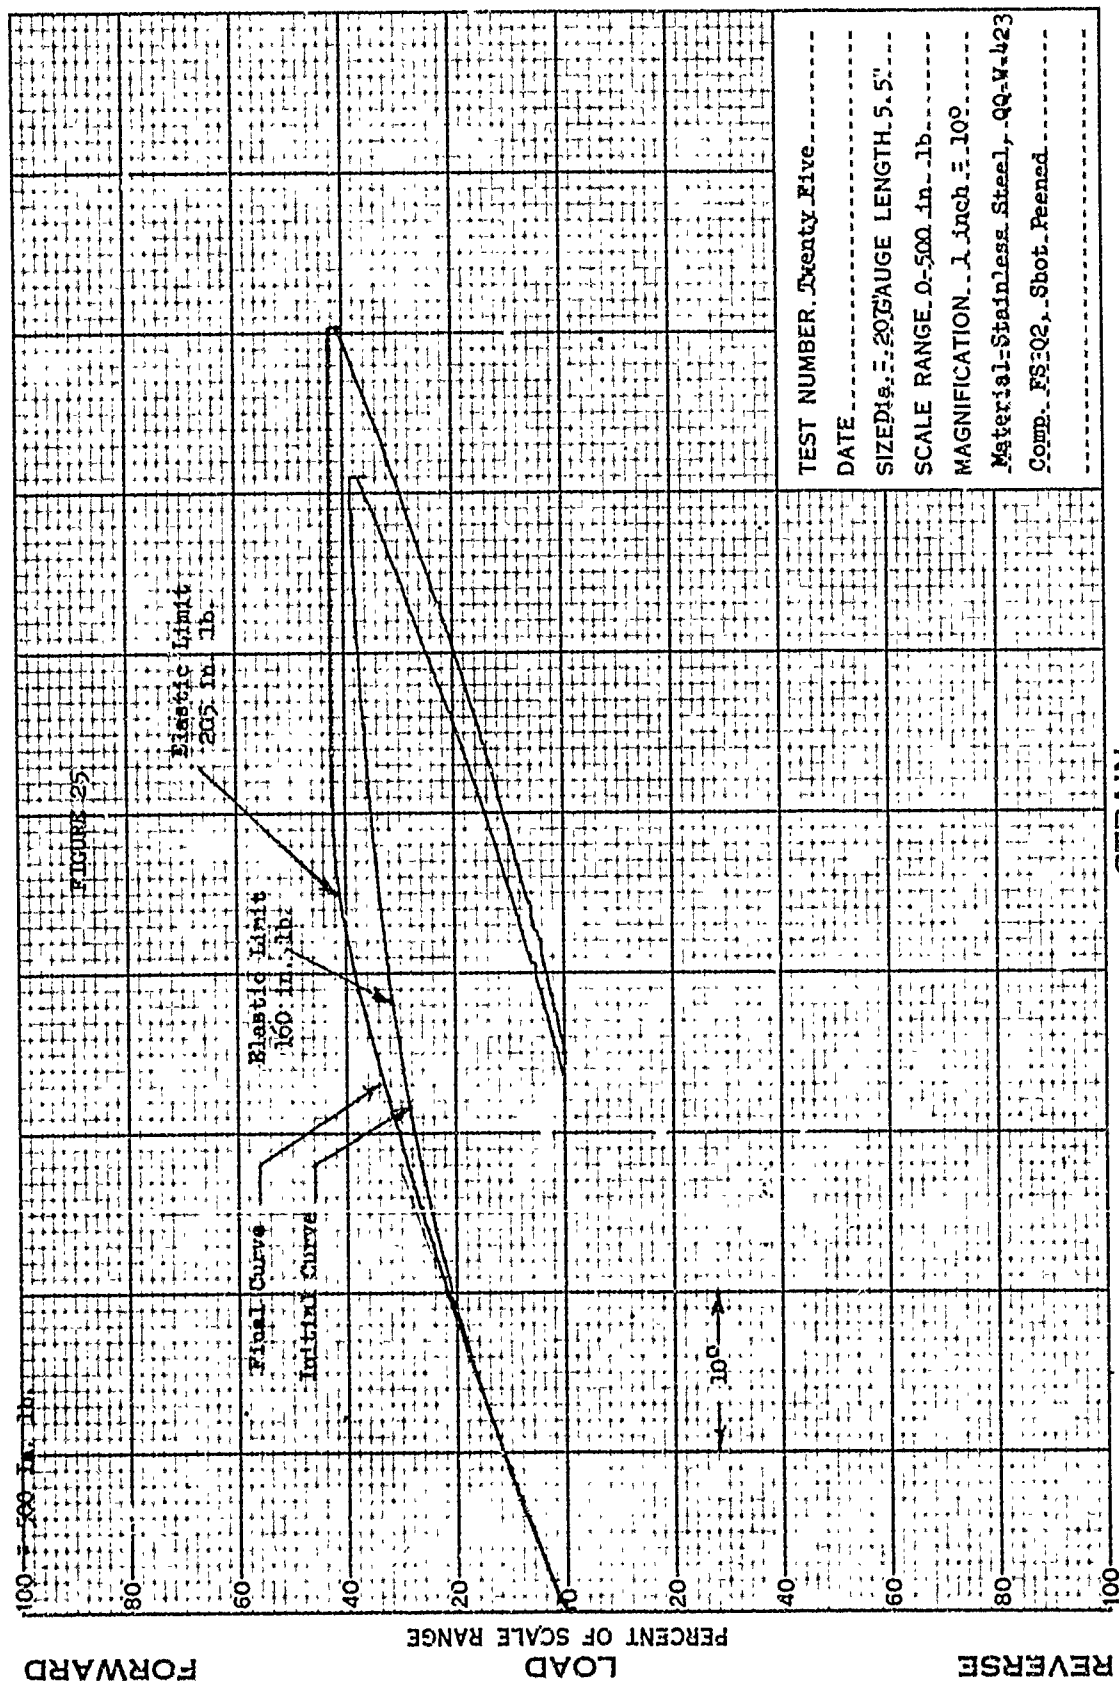 FIGURE 25
100 = 500 In. lb.
80
60
40
20
0
20
40
60
80
100
FORWARD
LOAD
REVERSE
PERCENT OF SCALE RANGE
Elastic Limit
205 in. lb.
Elastic Limit
160 in. lb.
Final Curve
Initial Curve
10°
STRAIN
TEST NUMBER Twenty Five
DATE
SIZE Dia. = .207" GAUGE LENGTH 5.5"
SCALE RANGE 0-500 in. lb.
MAGNIFICATION 1 inch = 10°
Material-Stainless Steel, QQ-W-423
Comp. FS302, Shot Peened